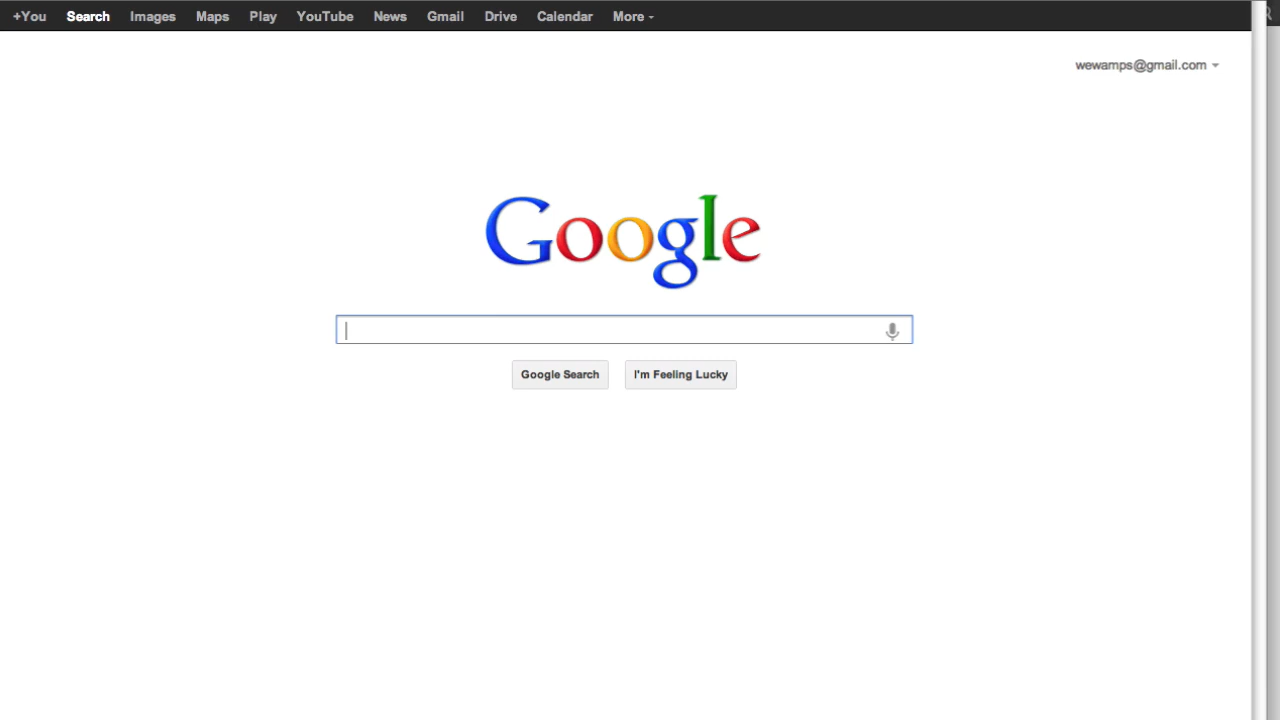 +You Search Images Maps Play YouTube News Gmail Drive Calendar More
wewamps@gmail.com
Google
Google Search I'm Feeling Lucky